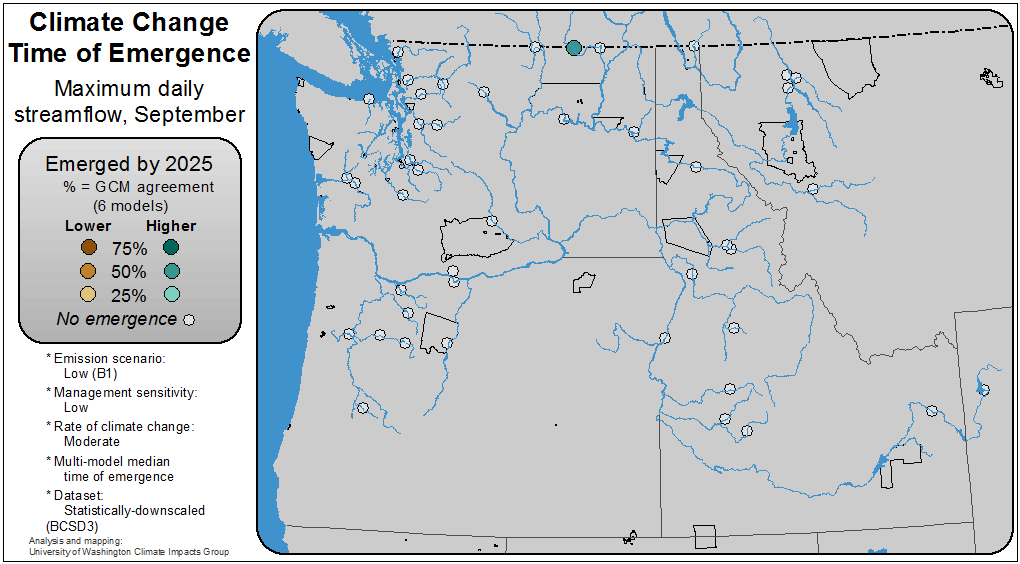 Climate Change
Time of Emergence
Maximum daily
streamflow, September
Emerged by 2025
% = GCM agreement
(6 models)
Lower Higher
75%
50%
25%
No emergence
* Emission scenario:
Low (B1)
* Management sensitivity:
Low
* Rate of climate change:
Moderate
* Multi-model median
time of emergence
* Dataset:
Statistically-downscaled
(BCSD3)
Analysis and mapping:
University of Washington Climate Impacts Group